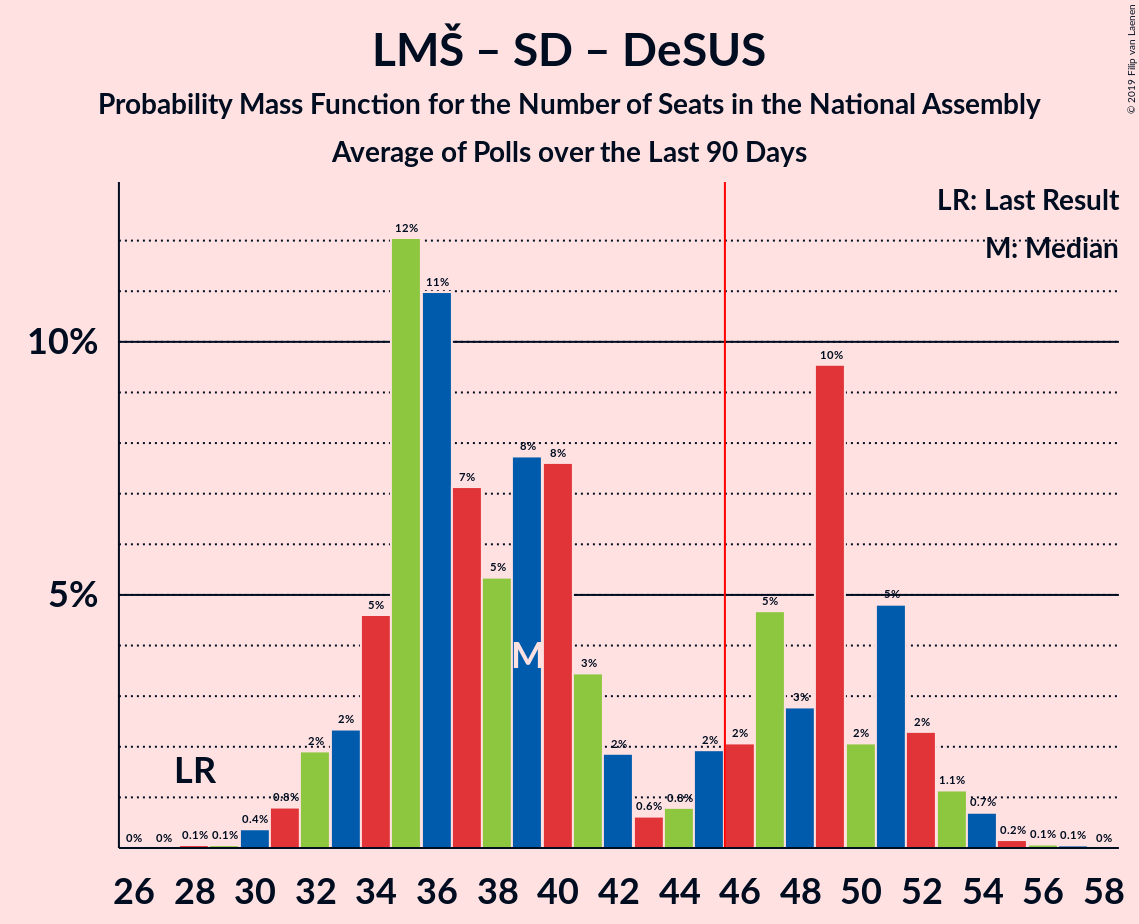 LMŠ – SD – DeSUS
Probability Mass Function for the Number of Seats in the National Assembly
Average of Polls over the Last 90 Days
© 2019 Filip van Laenen
LR: Last Result
M: Median
10%
5%
0% 0% 0.1% 0.1% 0.4% 0.8% 2% 2% 5% 12% 11% 7% 5% 8% 8% 3% 2% 0.6% 0.8% 2% 2% 5% 3% 10% 2% 5% 2% 1.1% 0.7% 0.2% 0.1% 0.1% 0%
M
LR
26 28 30 32 34 36 38 40 42 44 46 48 50 52 54 56 58